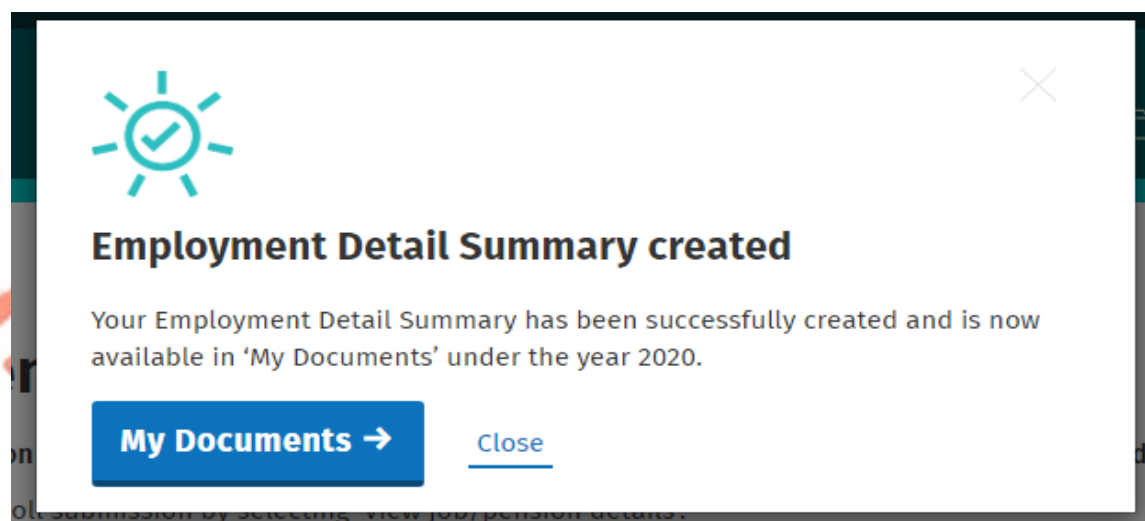 Employment Detail Summary created
Your Employment Detail Summary has been successfully created and is now
available in ‘My Documents’ under the year 2020.
My Documents →
Close